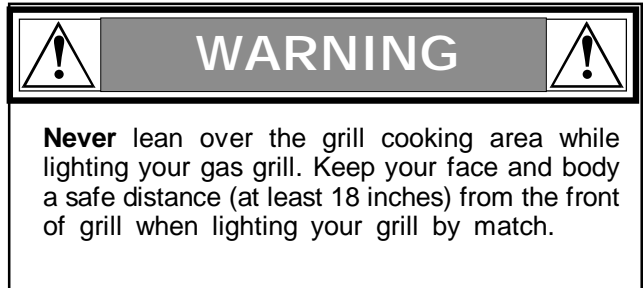 WARNING
Never lean over the grill cooking area while
lighting your gas grill. Keep your face and body
a safe distance (at least 18 inches) from the front
of grill when lighting your grill by match.